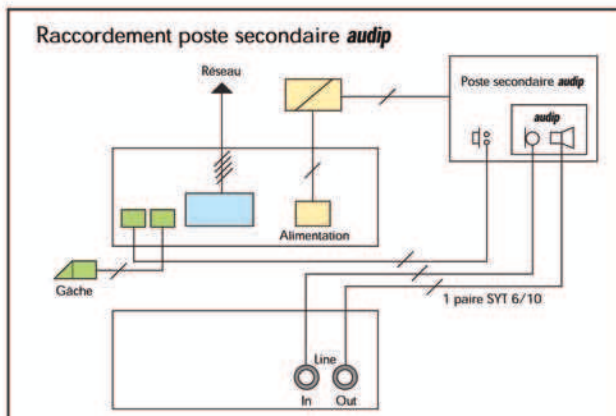 Raccordement poste secondaire audip
Réseau
Poste secondaire audip
audip
Alimentation
Gâche
1 paire SYT 6/10
Line
In Out